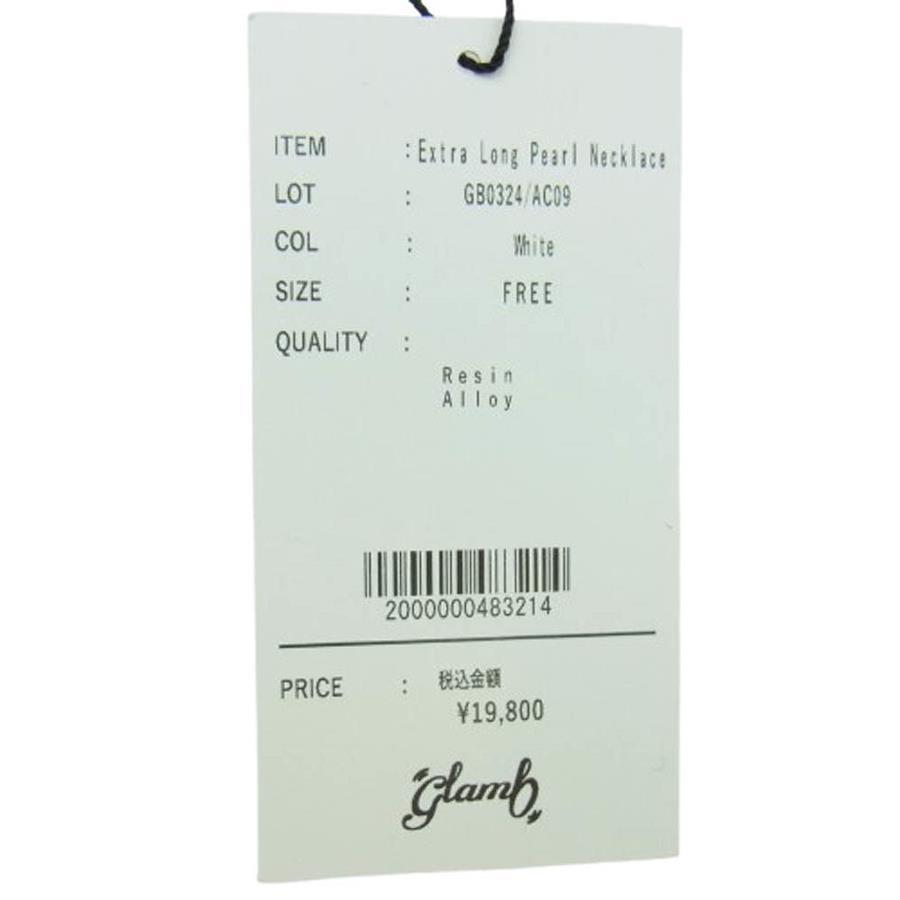 ITEM : Extra Long Pearl Necklace
LOT : GB0324/AC09
COL : White
SIZE : FREE
QUALITY :
Resin
Alloy
2000000483214
PRICE : 税込金額
¥19,800
glamb